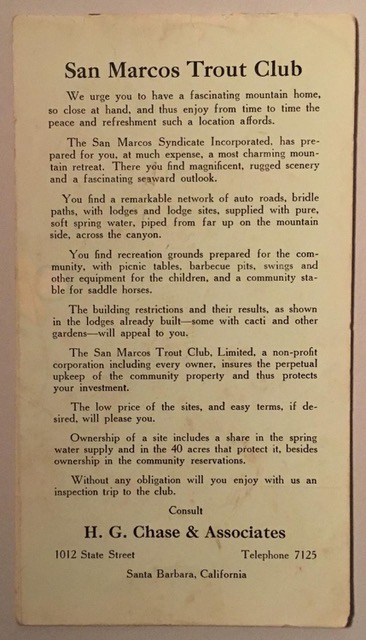 San Marcos Trout Club
We urge you to have a fascinating mountain home,
so close at hand, and thus enjoy from time to time the
peace and refreshment such a location affords.
The San Marcos Syndicate Incorporated, has pre-
pared for you, at much expense, a most charming moun-
tain retreat. There you find magnificent, rugged scenery
and a fascinating seaward outlook.
You find a remarkable network of auto roads, bridle
paths, with lodges and lodge sites, supplied with pure,
soft spring water, piped from far up on the mountain
side, across the canyon.
You find recreation grounds prepared for the com-
munity, with picnic tables, barbecue pits, swings and
other equipment for the children, and a community sta-
ble for saddle horses.
The building restrictions and their results, as shown
in the lodges already built—some with cacti and other
gardens—will appeal to you.
The San Marcos Trout Club, Limited, a non-profit
corporation including every owner, insures the perpetual
upkeep of the community property and thus protects
your investment.
The low price of the sites, and easy terms, if de-
sired, will please you.
Ownership of a site includes a share in the spring
water supply and in the 40 acres that protect it, besides
ownership in the community reservations.
Without any obligation will you enjoy with us an
inspection trip to the club.
Consult
H. G. Chase & Associates
1012 State Street Telephone 7125
Santa Barbara, California